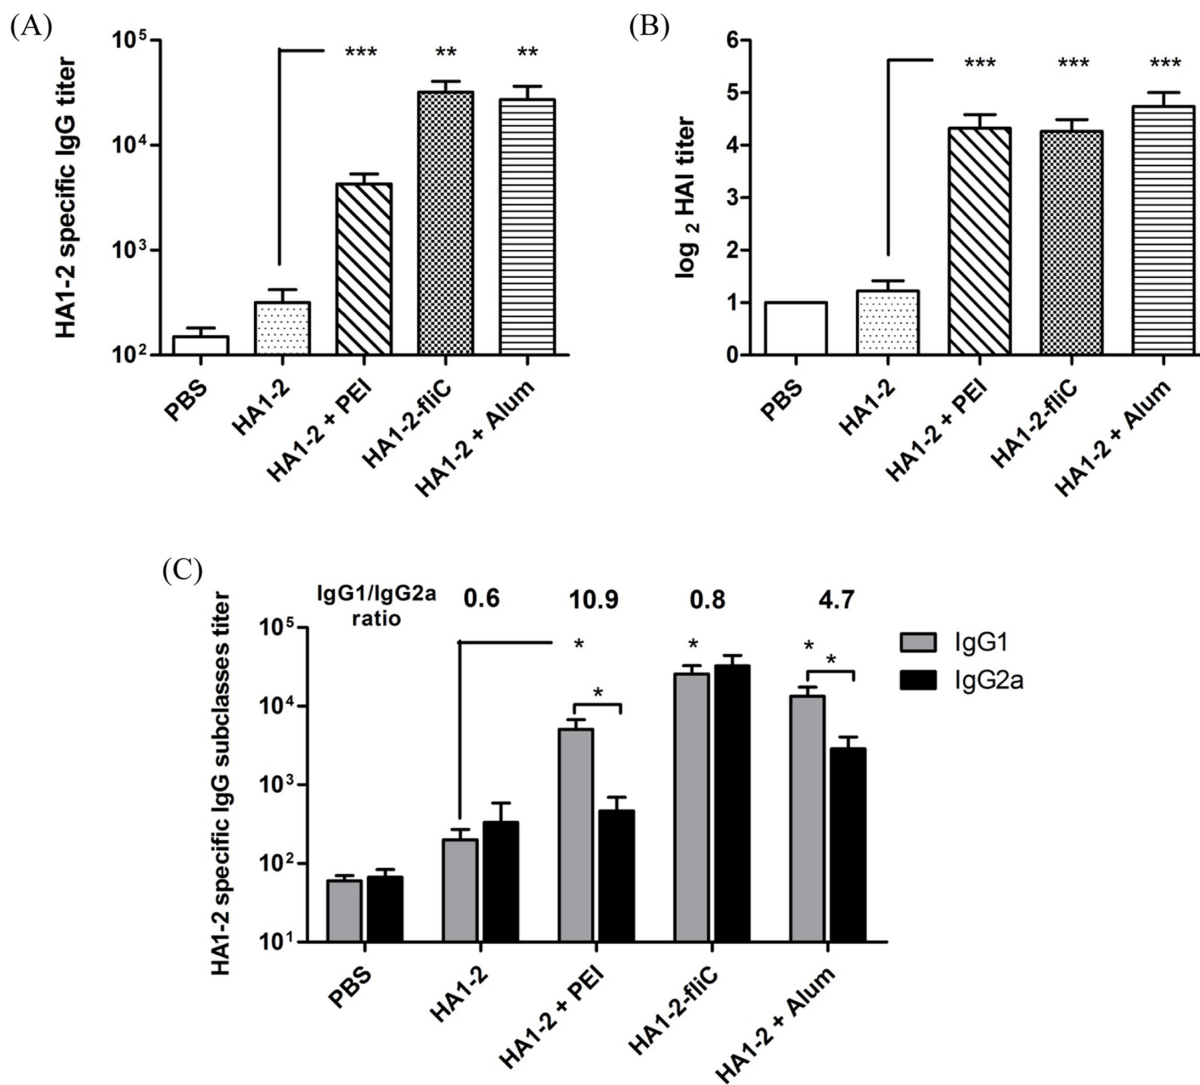 (A)
HA1-2 specific IgG titer
10^5
10^4
10^3
10^2
***
**
**
PBS
HA1-2
HA1-2 + PEI
HA1-2-fliC
HA1-2 + Alum
(B)
log 2 HAI titer
6
5
4
3
2
1
0
***
***
***
PBS
HA1-2
HA1-2 + PEI
HA1-2-fliC
HA1-2 + Alum
(C)
HA1-2 specific IgG subclasses titer
IgG1/IgG2a
ratio
0.6
10.9
0.8
4.7
10^5
10^4
10^3
10^2
10^1
*
*
*
*
*
IgG1
IgG2a
PBS
HA1-2
HA1-2 + PEI
HA1-2-fliC
HA1-2 + Alum